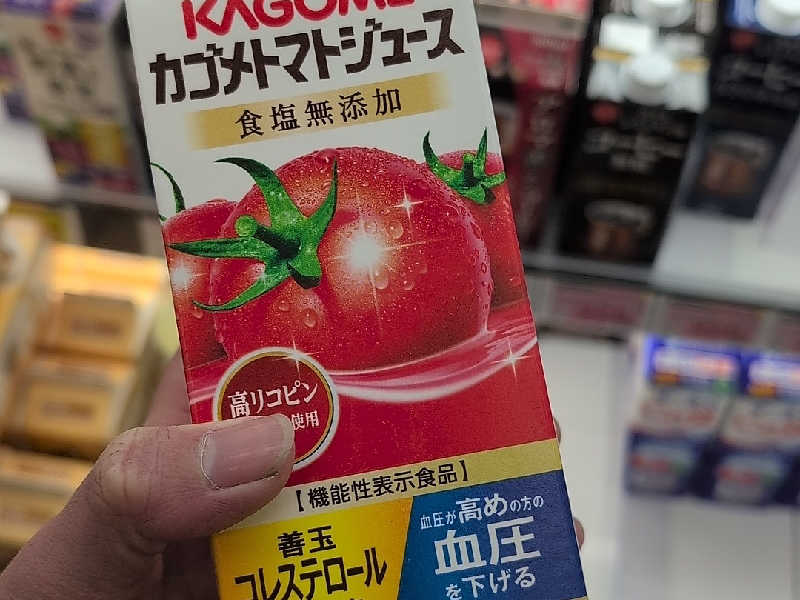 KAGOME
カゴメトマトジュース
食塩無添加
高リコピン
使用
【機能性表示食品】
善玉
コレステロール
血圧が高めの方の
血圧
を下げる